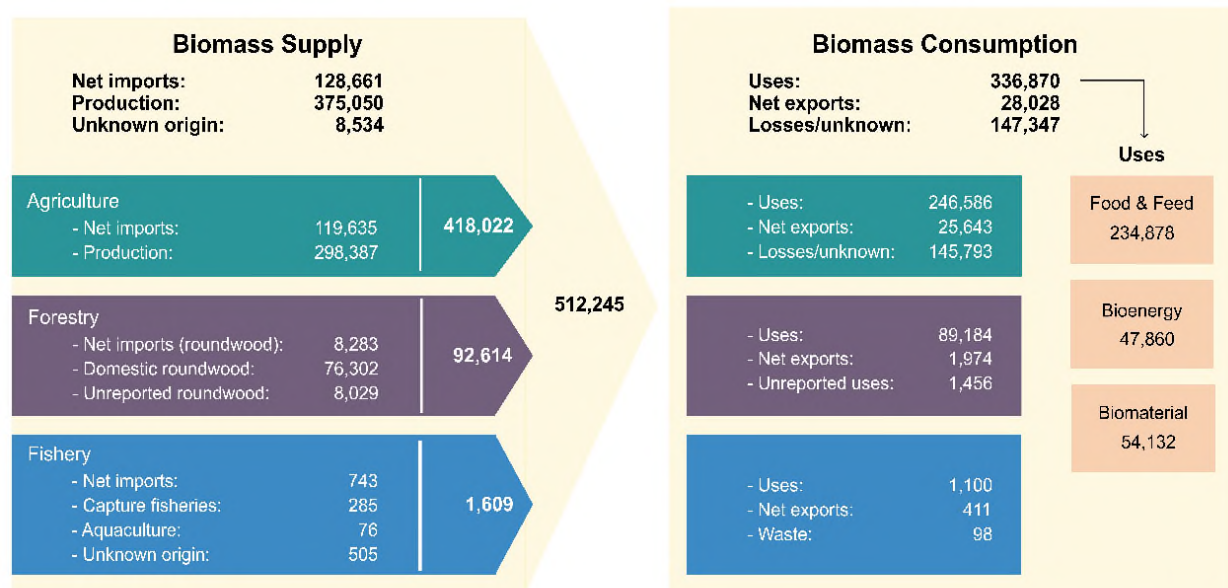 Biomass Supply
Net imports: 128,661
Production: 375,050
Unknown origin: 8,534
Agriculture
- Net imports: 119,635
- Production: 298,387
418,022
Forestry
- Net imports (roundwood): 8,283
- Domestic roundwood: 76,302
- Unreported roundwood: 8,029
92,614
Fishery
- Net imports: 743
- Capture fisheries: 285
- Aquaculture: 76
- Unknown origin: 505
1,609
512,245
Biomass Consumption
Uses: 336,870
Net exports: 28,028
Losses/unknown: 147,347
- Uses: 246,586
- Net exports: 25,643
- Losses/unknown: 145,793
- Uses: 89,184
- Net exports: 1,974
- Unreported uses: 1,456
- Uses: 1,100
- Net exports: 411
- Waste: 98
Uses
Food & Feed
234,878
Bioenergy
47,860
Biomaterial
54,132